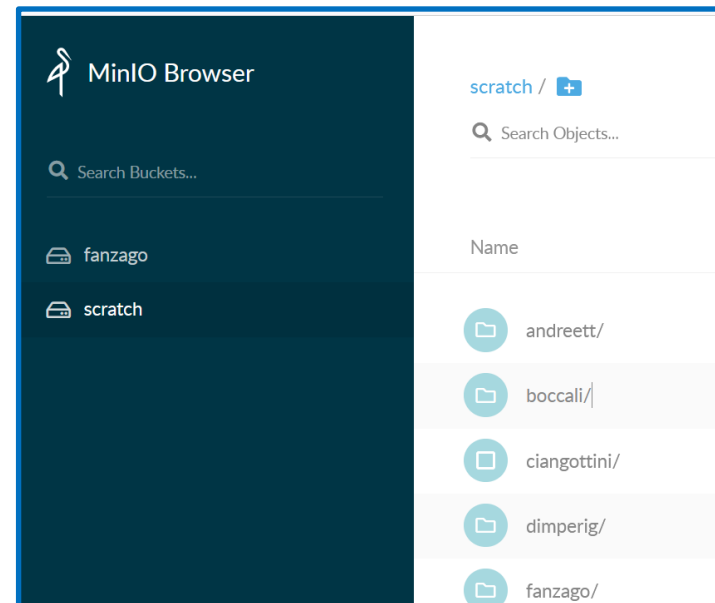 MinIO Browser
Search Buckets...
fanzago
scratch
scratch /
Search Objects...
Name
andreett/
boccali/
ciangottini/
dimperig/
fanzago/